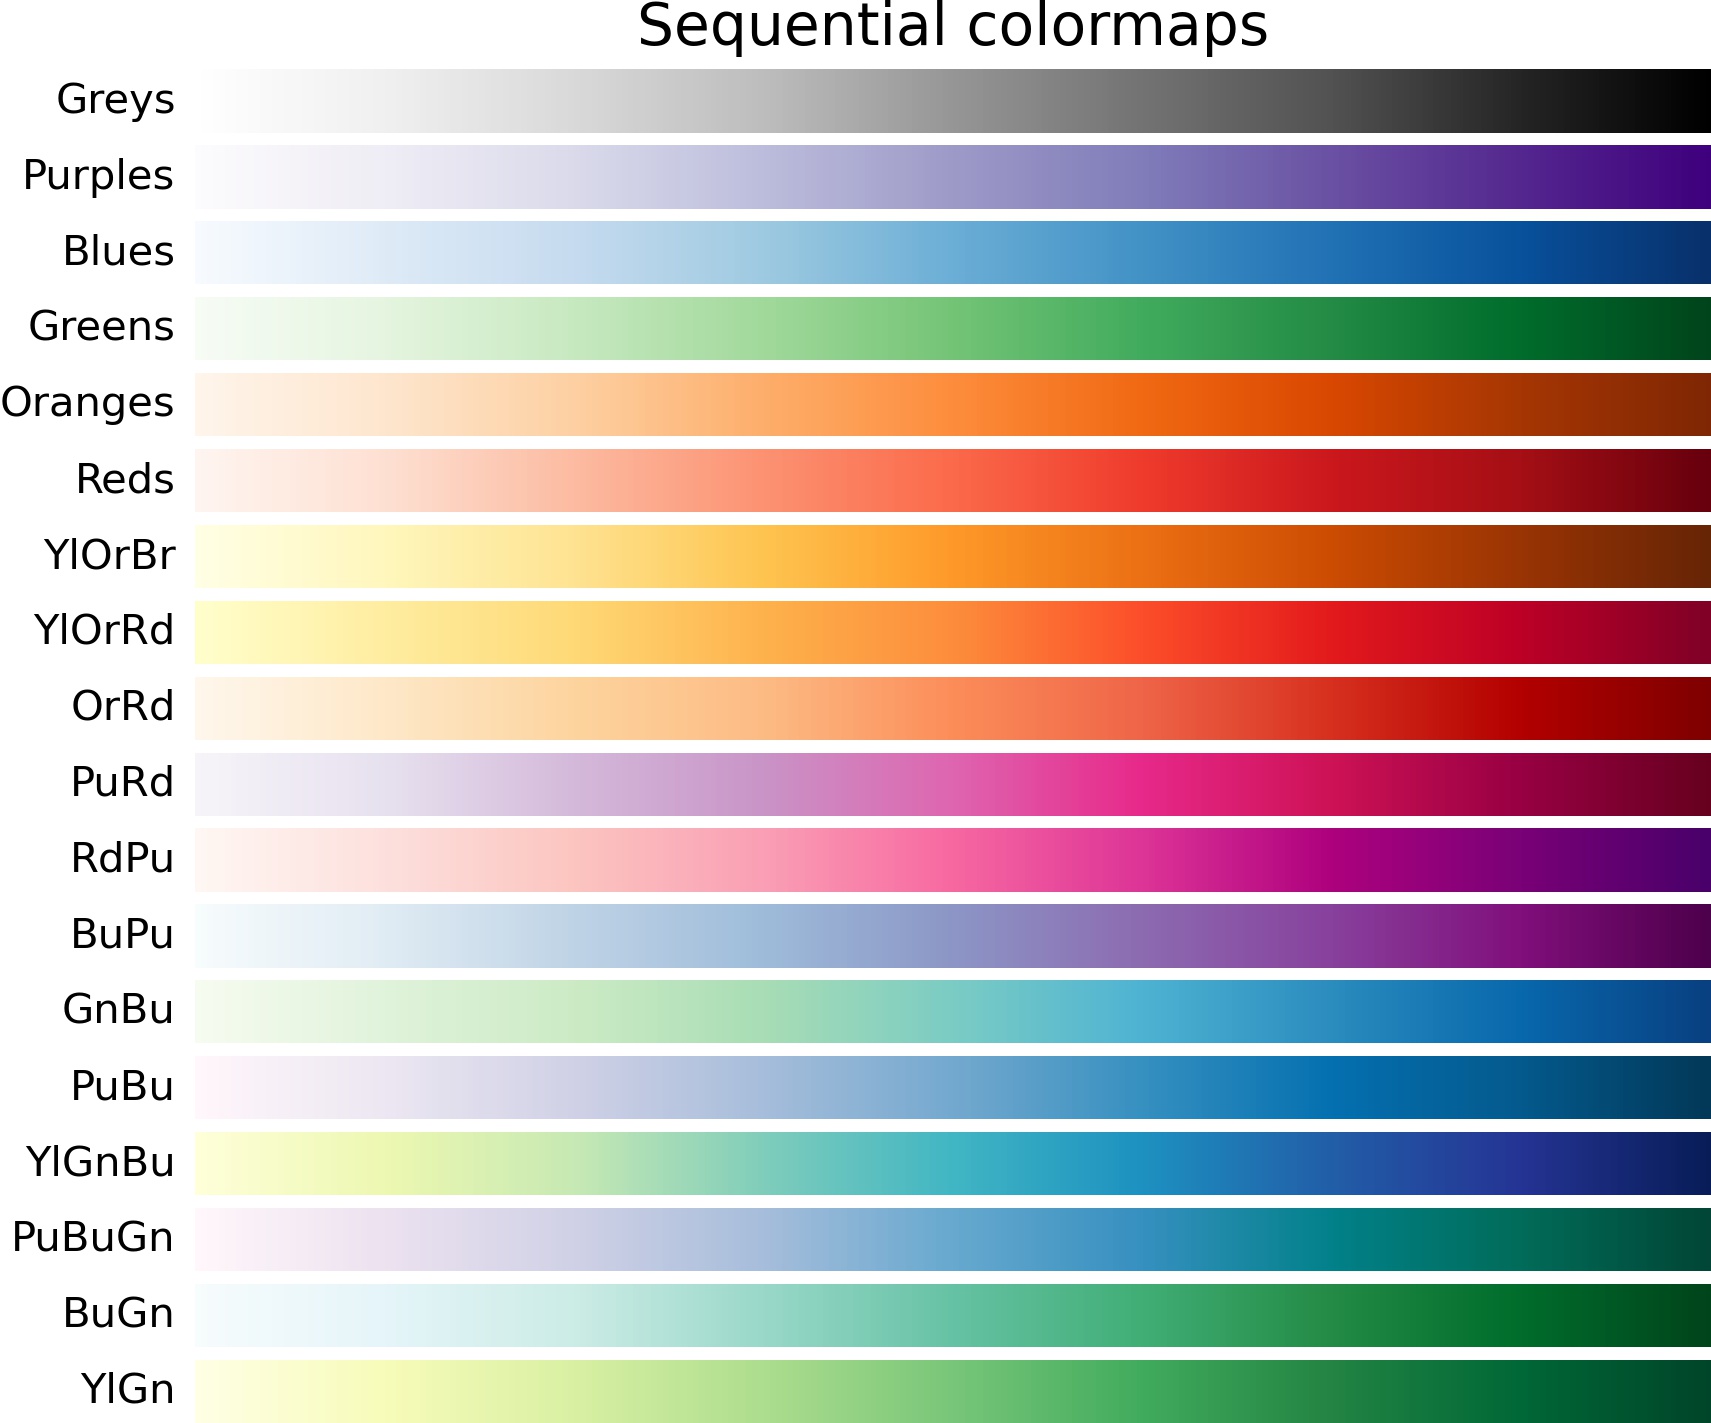 Sequential colormaps
Greys
Purples
Blues
Greens
Oranges
Reds
YlOrBr
YlOrRd
OrRd
PuRd
RdPu
BuPu
GnBu
PuBu
YlGnBu
PuBuGn
BuGn
YlGn